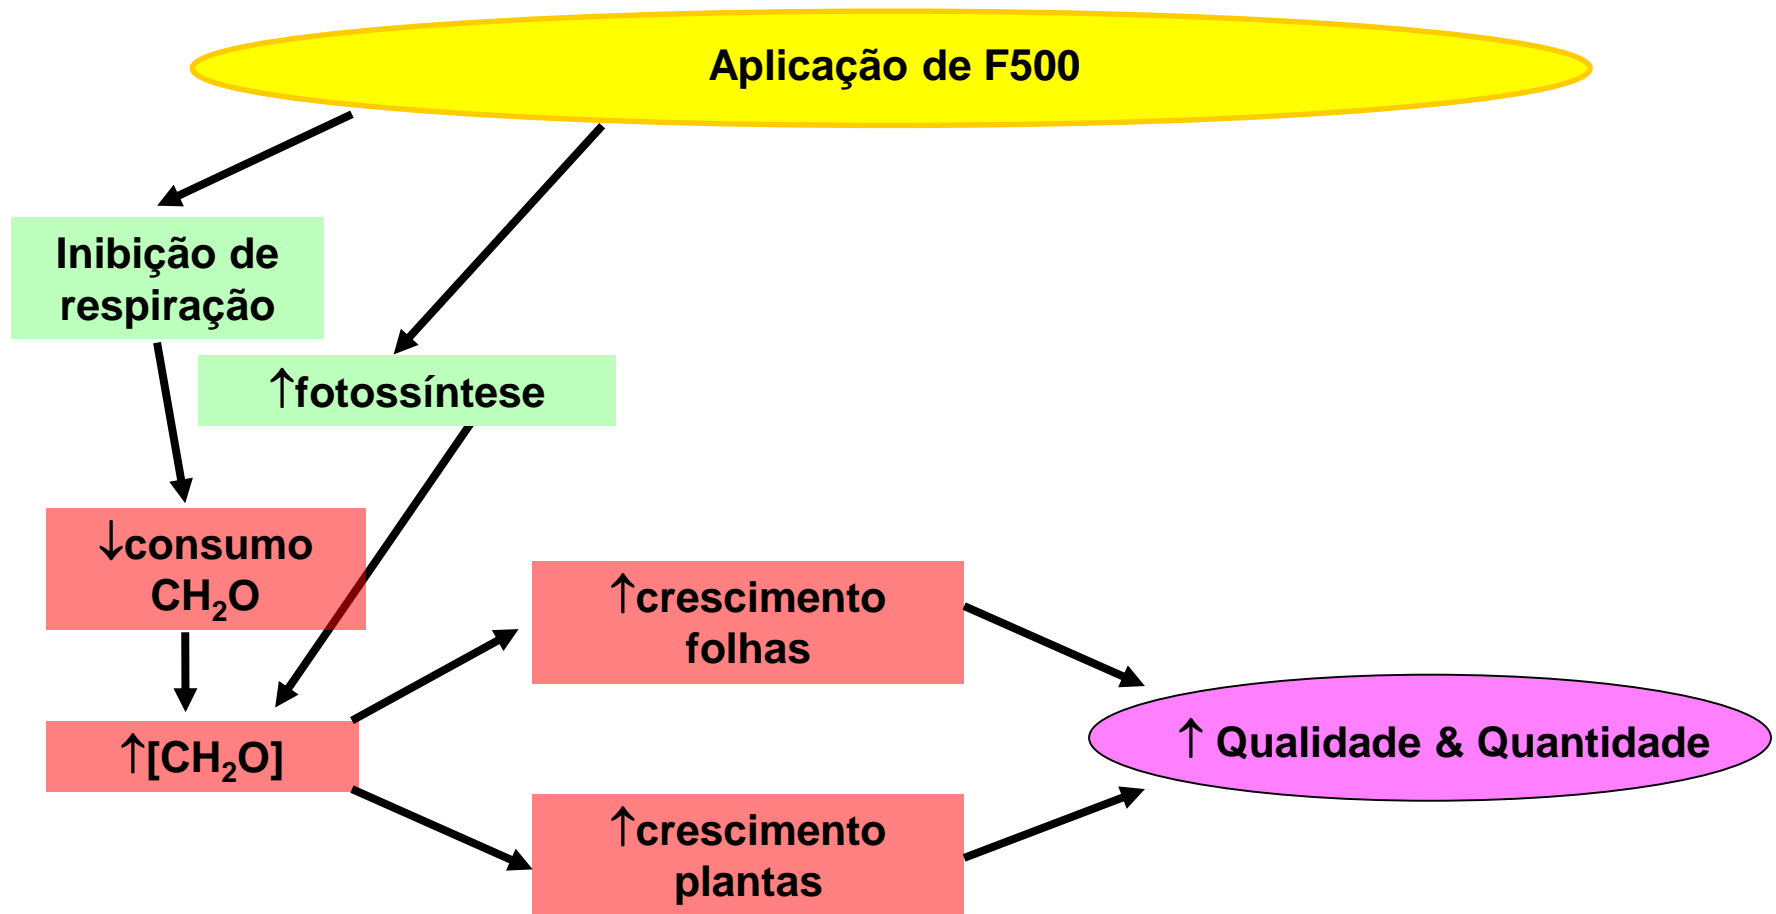 Aplicação de F500
Inibição de
respiração
↑fotossíntese
↓consumo
CH₂O
↑[CH₂O]
↑crescimento
folhas
↑crescimento
plantas
↑ Qualidade & Quantidade